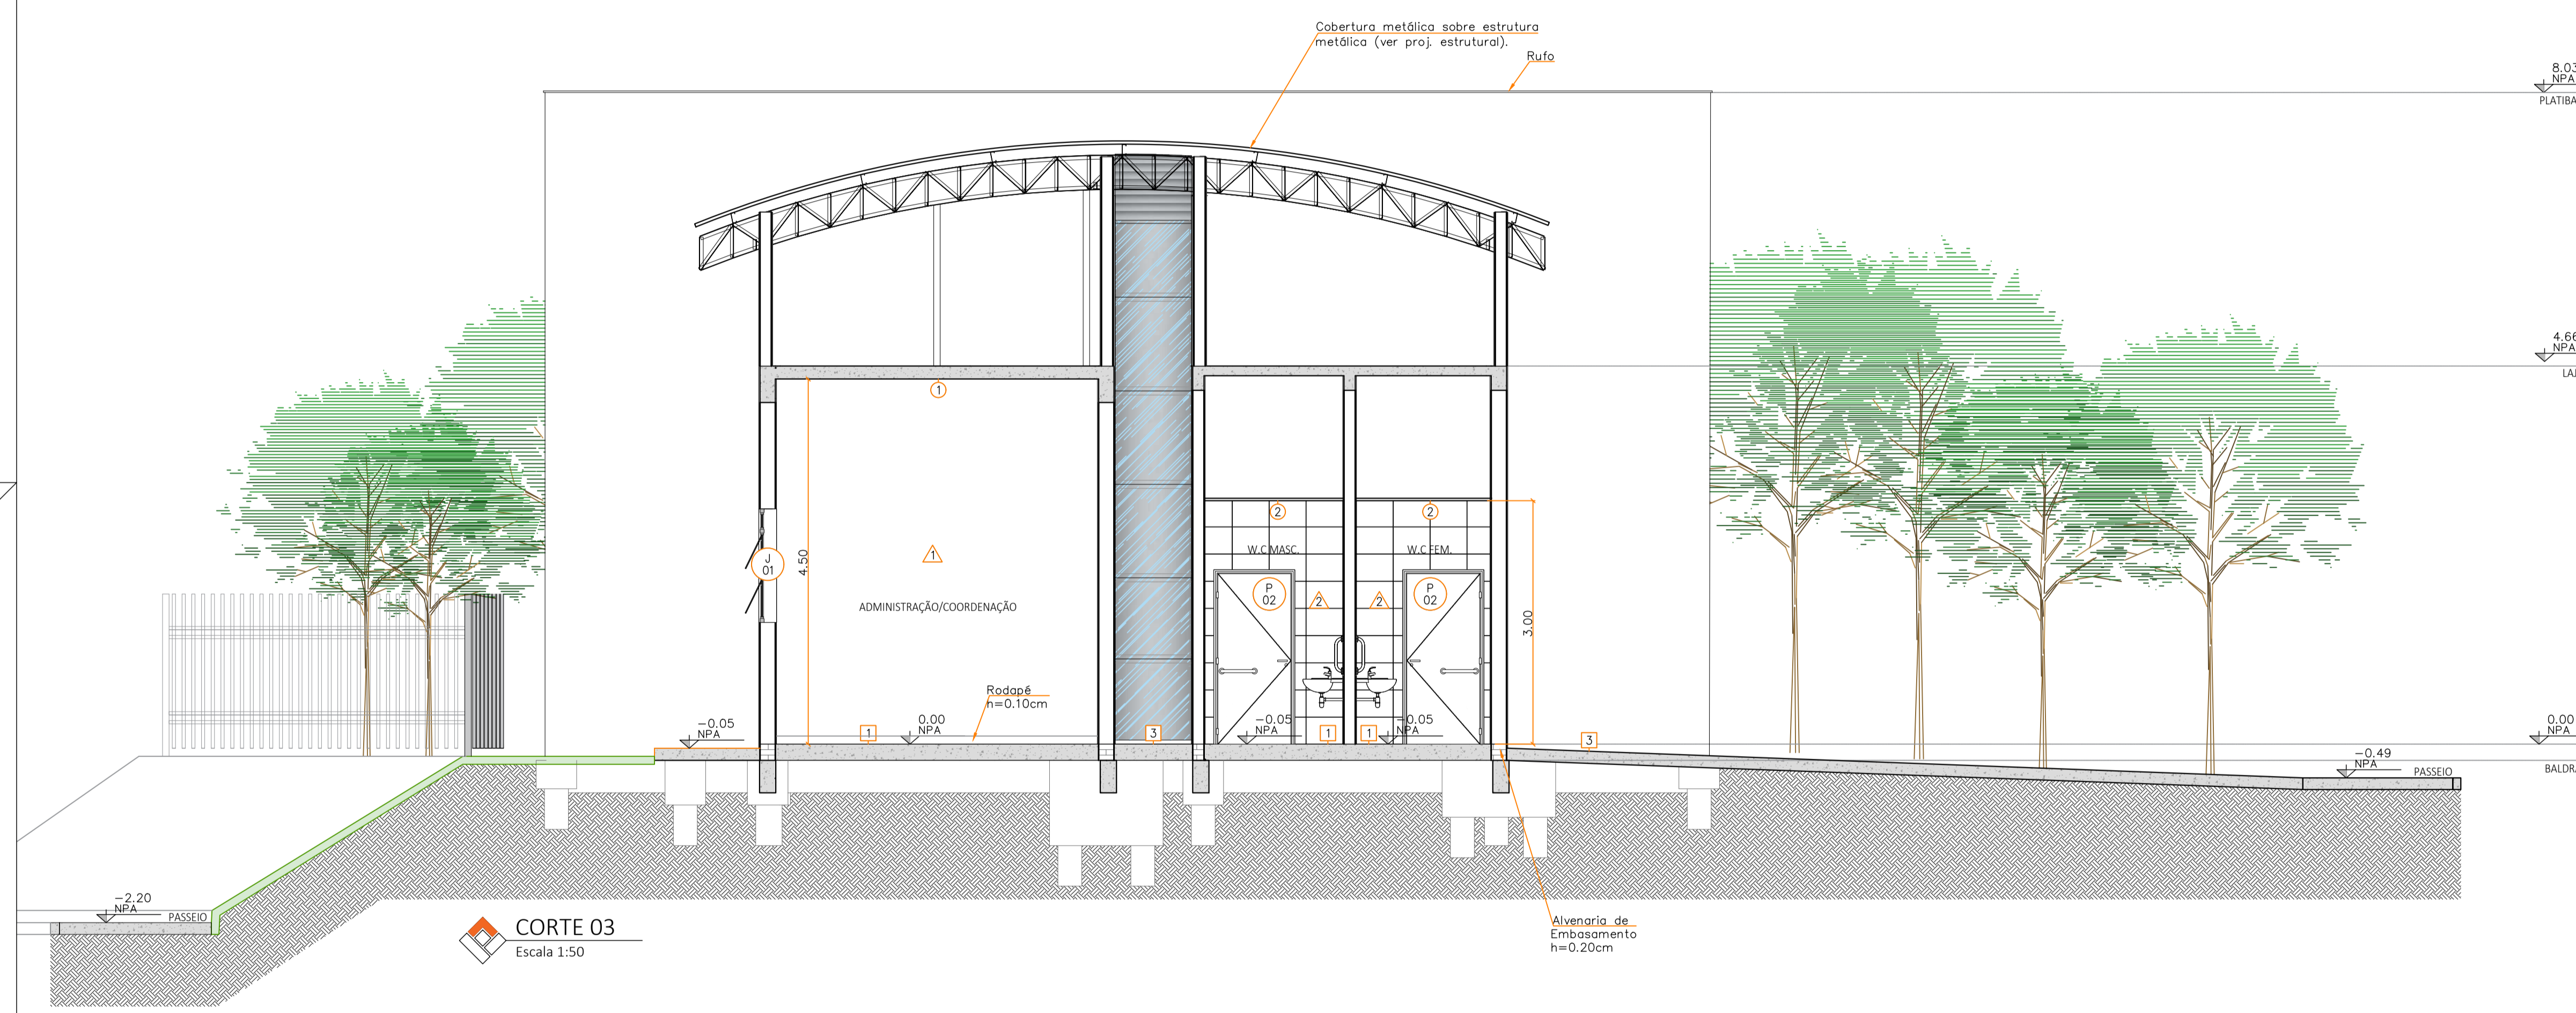 Cobertura metálica sobre estrutura
metálica (ver proj. estrutural).
Rufo
8.03
NPA
PLATIBA
4.66
NPA
LAJ
1
2
2
J
01
4.50
1
W.C MASC.
W.C FEM.
P
02
P
02
2
2
3.00
ADMINISTRAÇÃO/COORDENAÇÃO
Rodapé
h=0.10cm
-0.05
NPA
1
0.00
NPA
3
-0.05
NPA
1
1
-0.05
NPA
3
0.00
NPA
-0.49
NPA
PASSEIO
BALDRA
-2.20
NPA
PASSEIO
CORTE 03
Escala 1:50
Alvenaria de
Embasamento
h=0.20cm